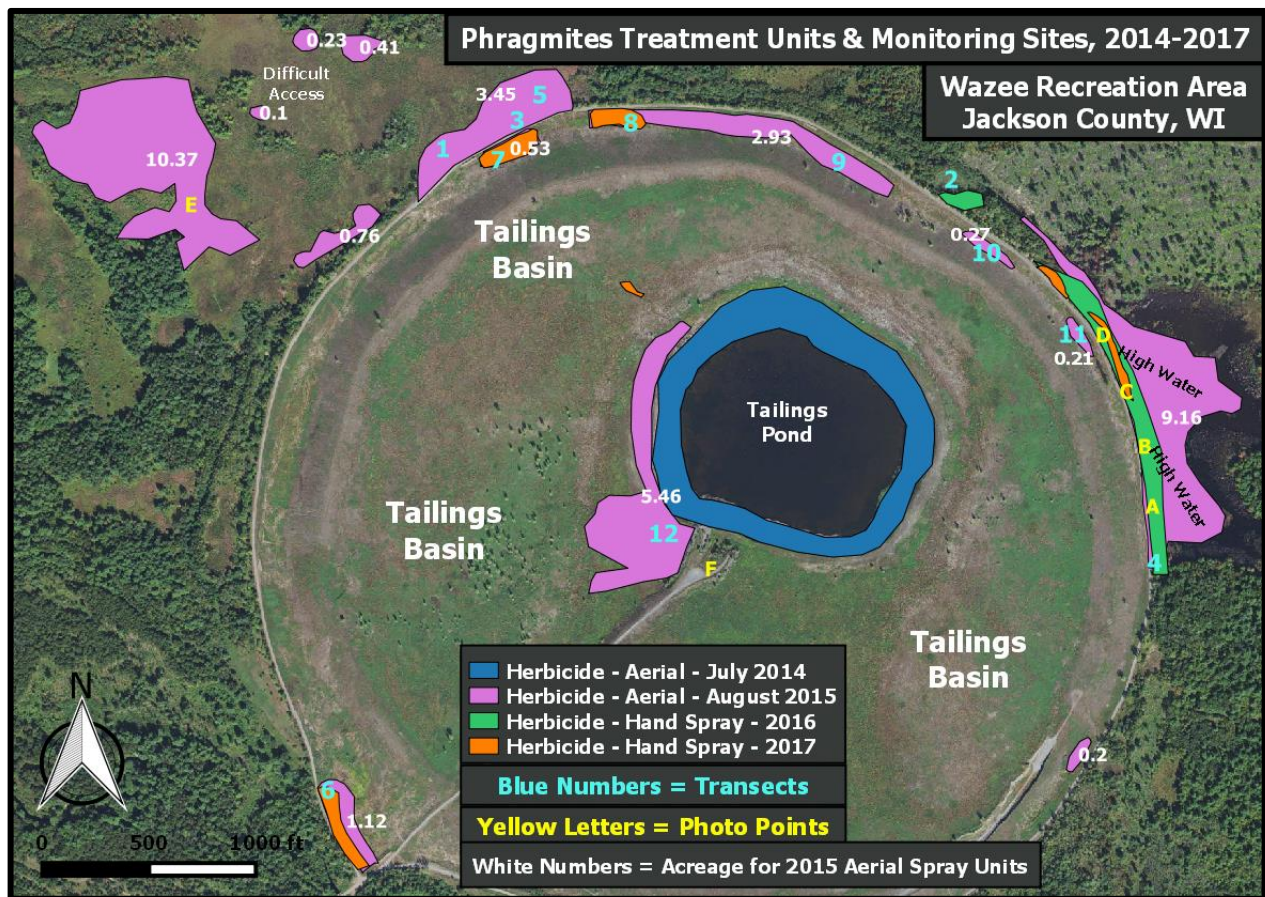 Phragmites Treatment Units & Monitoring Sites, 2014-2017
Wazee Recreation Area
Jackson County, WI
0.23
0.41
Difficult
Access
0.1
3.45
5
3
1
7
0.53
8
2.93
9
10.37
E
0.76
2
0.27
10
Tailings
Basin
11
0.21
D
C
High Water
9.16
B
High Water
A
4
Tailings
Pond
5.46
12
F
Tailings
Basin
Tailings
Basin
Herbicide - Aerial - July 2014
Herbicide - Aerial - August 2015
Herbicide - Hand Spray - 2016
Herbicide - Hand Spray - 2017
Blue Numbers = Transects
Yellow Letters = Photo Points
White Numbers = Acreage for 2015 Aerial Spray Units
0.2
N
6
1.12
0 500 1000 ft